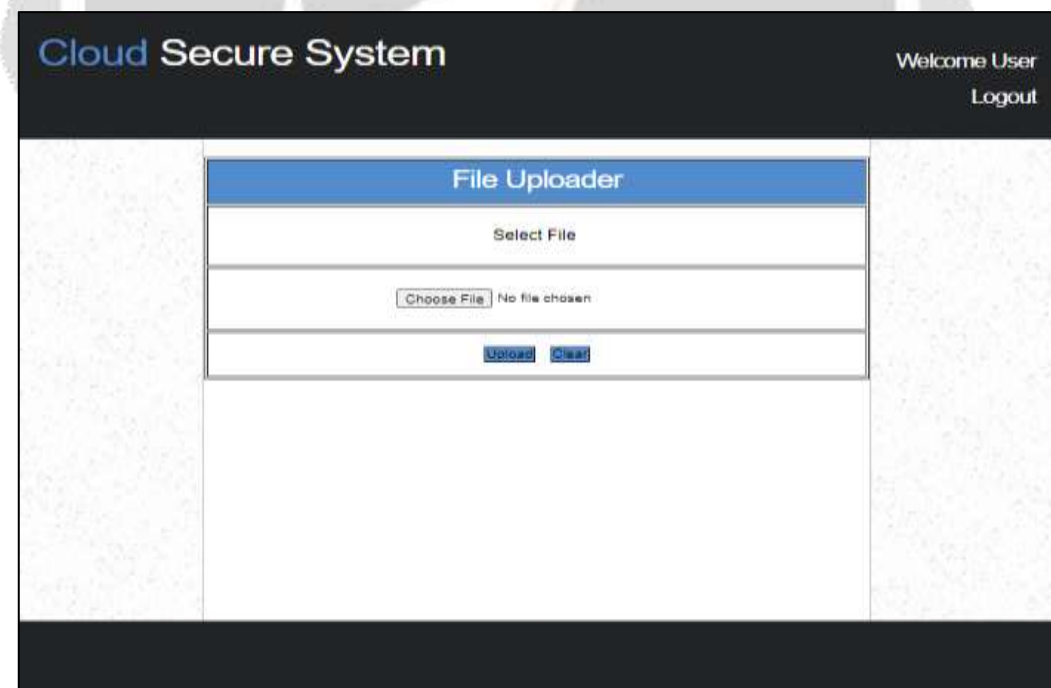 Cloud Secure System
Welcome User
Logout
File Uploader
Select File
Choose File No file chosen
Upload Clear